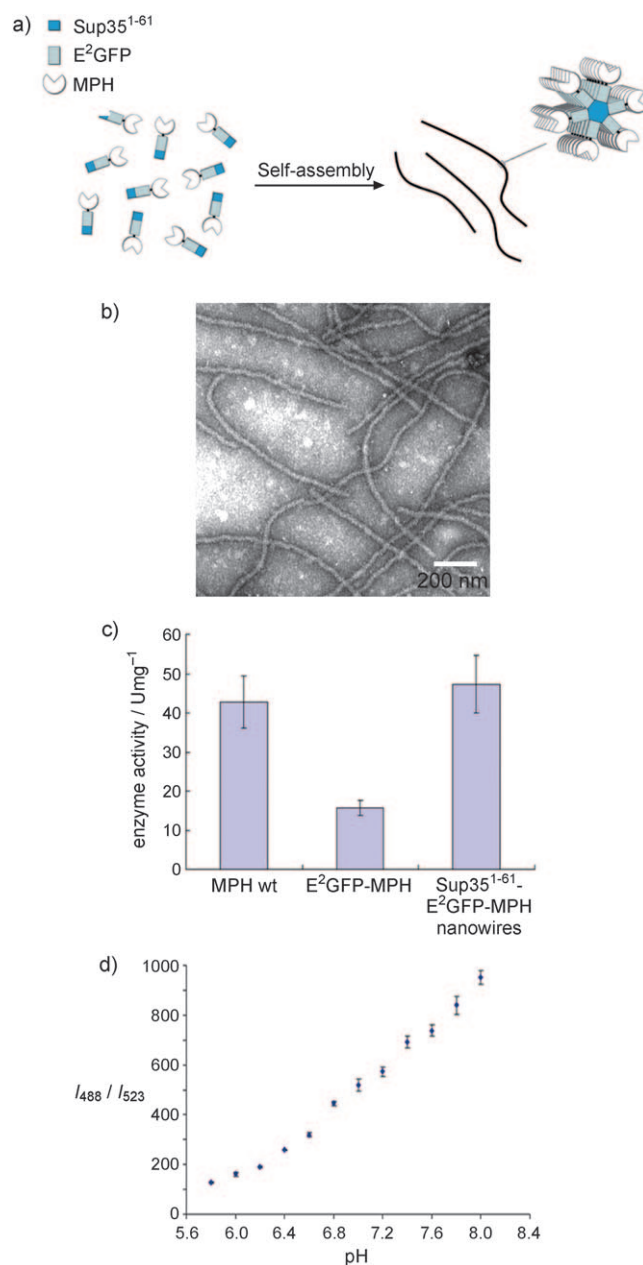 a)
Sup35¹⁻⁶¹
E²GFP
MPH
Self-assembly
b)
200 nm
c)
enzyme activity / Umg⁻¹
60
50
40
30
20
10
0
MPH wt
E²GFP-MPH
Sup35¹⁻⁶¹-
E²GFP-MPH
nanowires
d)
I₄₈₈ / I₅₂₃
1000
800
600
400
200
0
5.6 6.0 6.4 6.8 7.2 7.6 8.0 8.4
pH